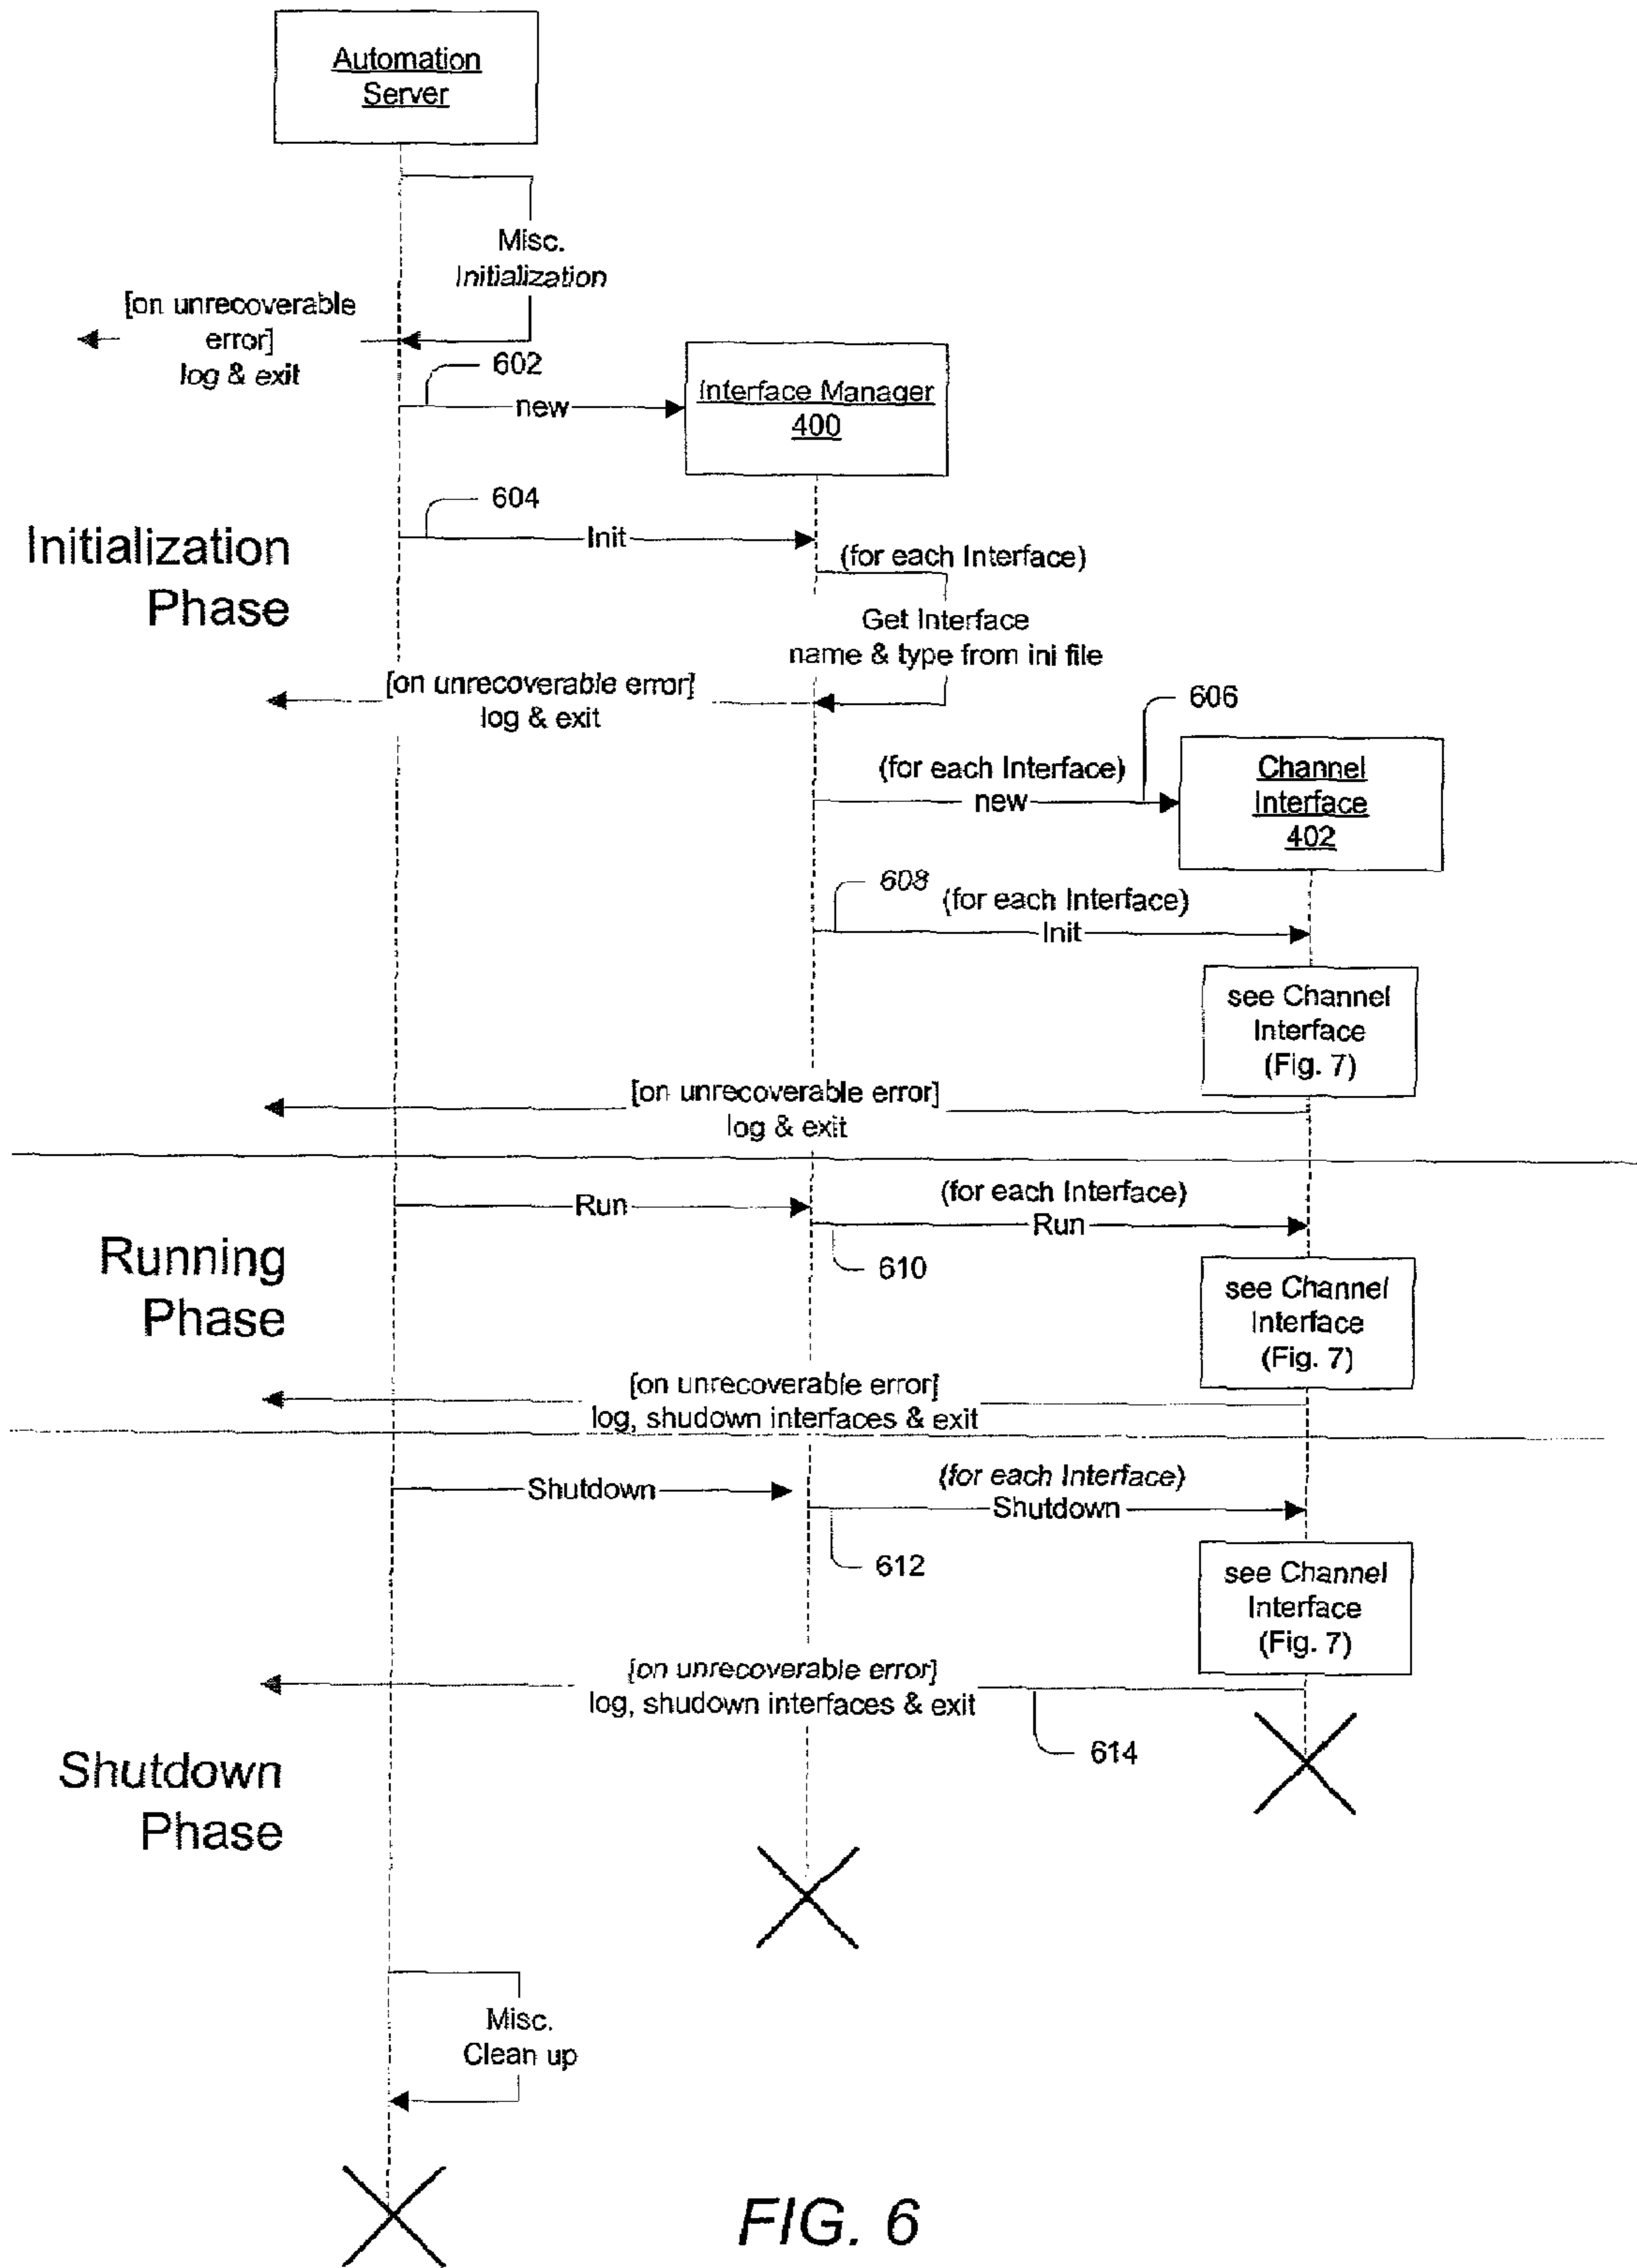 Automation
Server
Misc.
Initialization
[on unrecoverable
error]
log & exit
602
new
Interface Manager
400
604
Init
Initialization
Phase
(for each Interface)
Get Interface
name & type from ini file
[on unrecoverable error]
log & exit
606
(for each Interface)
new
Channel
Interface
402
608
(for each Interface)
Init
see Channel
Interface
(Fig. 7)
[on unrecoverable error]
log & exit
Run
(for each Interface)
Run
610
Running
Phase
see Channel
Interface
(Fig. 7)
[on unrecoverable error]
log, shudown interfaces & exit
Shutdown
(for each Interface)
Shutdown
612
see Channel
Interface
(Fig. 7)
[on unrecoverable error]
log, shudown interfaces & exit
614
Shutdown
Phase
Misc.
Clean up
FIG. 6